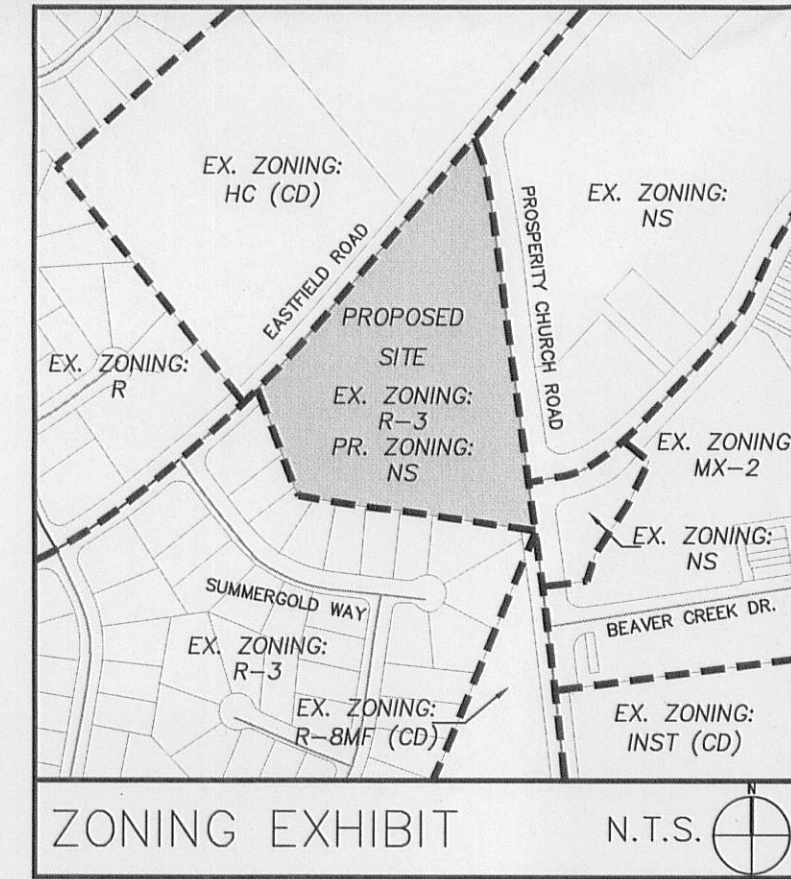 EX. ZONING:
HC (CD)
EX. ZONING:
NS
EASTFIELD ROAD
PROSPERITY CHURCH ROAD
PROPOSED
SITE
EX. ZONING:
R-3
PR. ZONING:
NS
EX. ZONING:
R
EX. ZONING
MX-2
EX. ZONING:
NS
SUMMERGOLD WAY
BEAVER CREEK DR.
EX. ZONING:
R-3
EX. ZONING:
R-8MF (CD)
EX. ZONING:
INST (CD)
ZONING EXHIBIT
N.T.S.
N